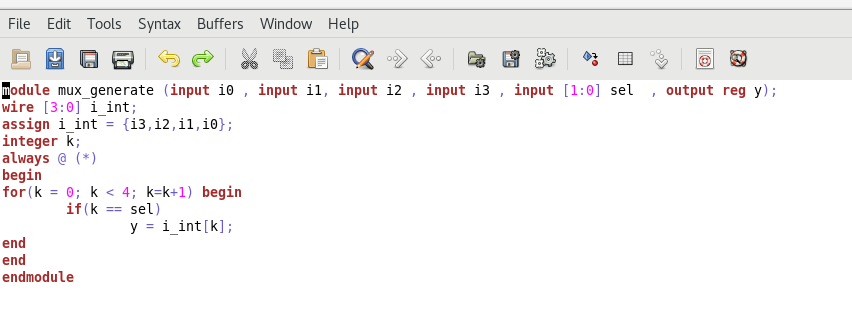 File Edit Tools Syntax Buffers Window Help
module mux_generate (input i0 , input i1, input i2 , input i3 , input [1:0] sel  , output reg y);
wire [3:0] i_int;
assign i_int = {i3,i2,i1,i0};
integer k;
always @ (*)
begin
for(k = 0; k < 4; k=k+1) begin
        if(k == sel)
                y = i_int[k];
end
end
endmodule